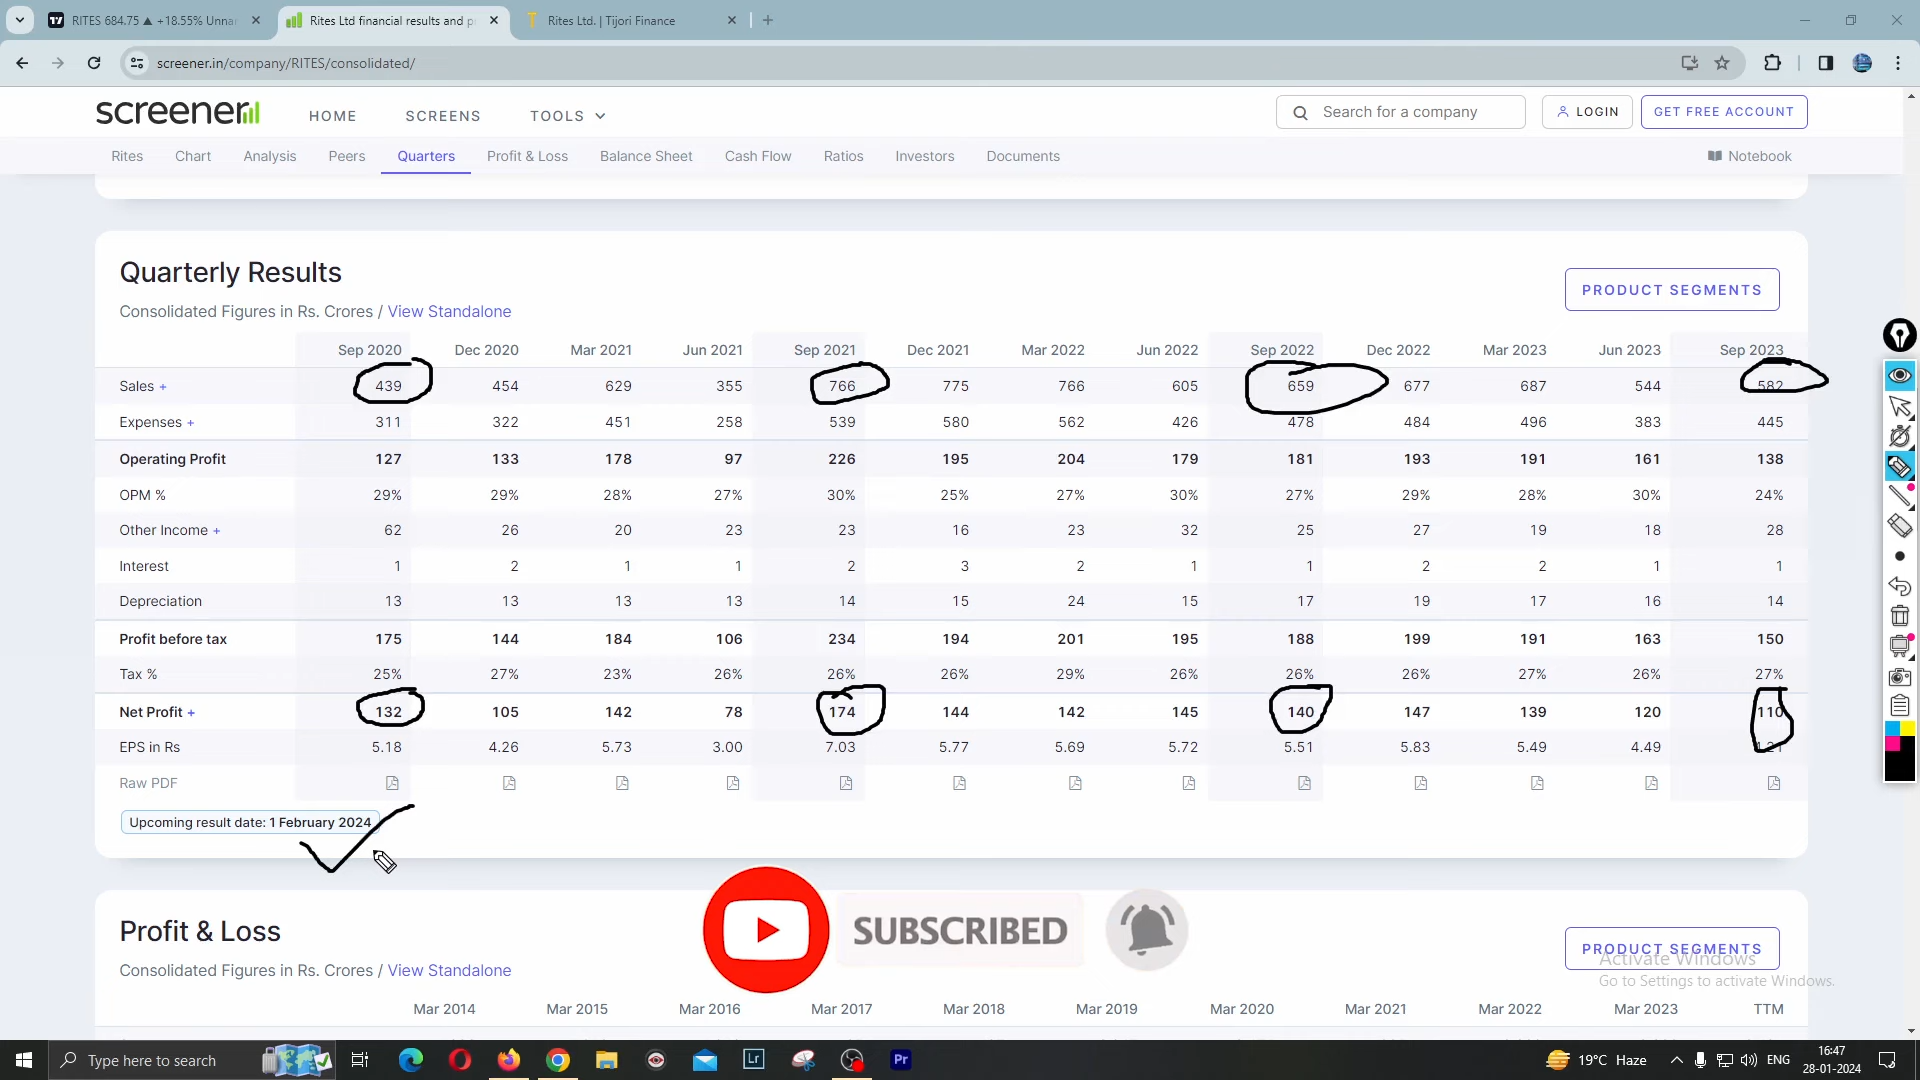 RITES 684.75 ▲ +18.55% Unna
Rites Ltd financial results and p
Rites Ltd. | Tijori Finance
screener.in/company/RITES/consolidated/
screener
HOME SCREENS TOOLS
Search for a company
LOGIN
GET FREE ACCOUNT
Rites Chart Analysis Peers Quarters Profit & Loss Balance Sheet Cash Flow Ratios Investors Documents Notebook
Quarterly Results
PRODUCT SEGMENTS
Consolidated Figures in Rs. Crores / View Standalone
Sep 2020 Dec 2020 Mar 2021 Jun 2021 Sep 2021 Dec 2021 Mar 2022 Jun 2022 Sep 2022 Dec 2022 Mar 2023 Jun 2023 Sep 2023
Sales + 439 454 629 355 766 775 766 605 659 677 687 544 582
Expenses + 311 322 451 258 539 580 562 426 478 484 496 383 445
Operating Profit 127 133 178 97 226 195 204 179 181 193 191 161 138
OPM % 29% 29% 28% 27% 30% 25% 27% 30% 27% 29% 28% 30% 24%
Other Income + 62 26 20 23 23 16 23 32 25 27 19 18 28
Interest 1 2 1 1 2 3 2 1 1 2 2 1 1
Depreciation 13 13 13 13 14 15 24 15 17 19 17 16 14
Profit before tax 175 144 184 106 234 194 201 195 188 199 191 163 150
Tax % 25% 27% 23% 26% 26% 26% 29% 26% 26% 26% 27% 26% 27%
Net Profit + 132 105 142 78 174 144 142 145 140 147 139 120 110
EPS in Rs 5.18 4.26 5.73 3.00 7.03 5.77 5.69 5.72 5.51 5.83 5.49 4.49 4.21
Raw PDF
Upcoming result date: 1 February 2024
SUBSCRIBED
Profit & Loss
PRODUCT SEGMENTS
Consolidated Figures in Rs. Crores / View Standalone
Activate Windows
Go to Settings to activate Windows.
Mar 2014 Mar 2015 Mar 2016 Mar 2017 Mar 2018 Mar 2019 Mar 2020 Mar 2021 Mar 2022 Mar 2023 TTM
Type here to search
Lr
Pr
19°C Haze
ENG
16:47
28-01-2024